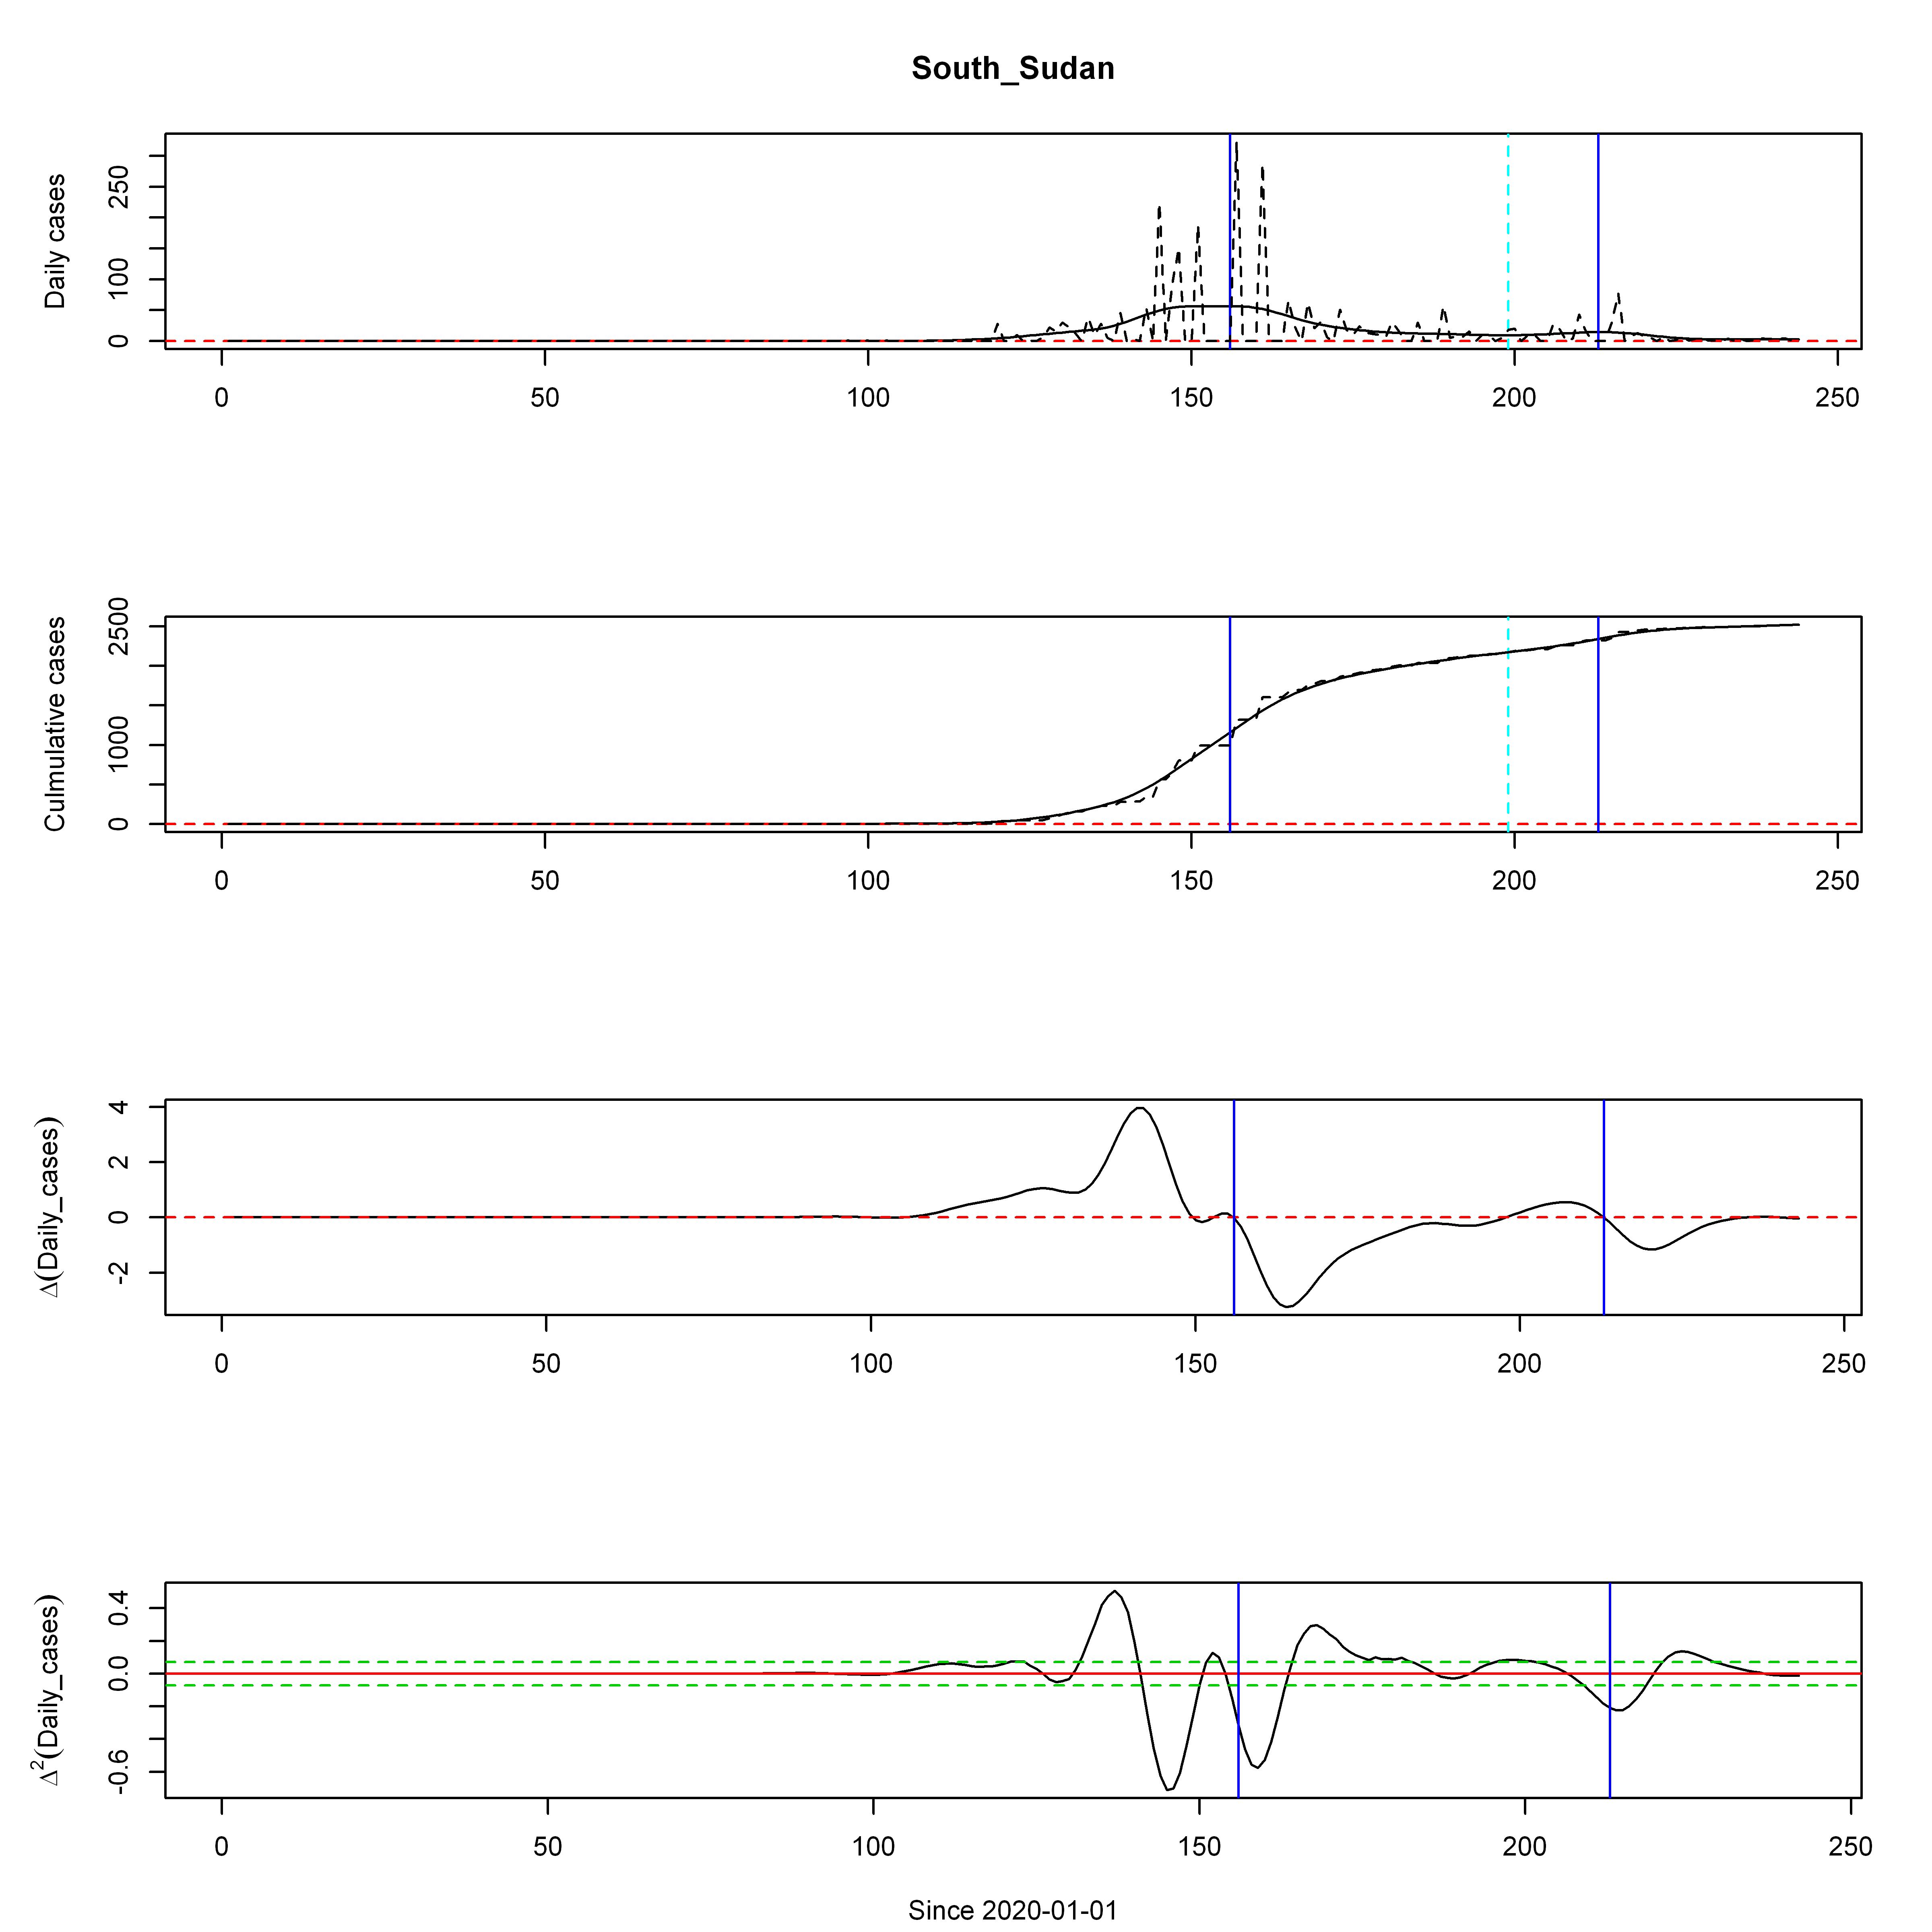 South_Sudan
Daily cases
0 100 250
0 50 100 150 200 250
Culmulative cases
0 1000 2500
0 50 100 150 200 250
Δ(Daily_cases)
-2 0 2 4
0 50 100 150 200 250
Δ²(Daily_cases)
-0.6 0.0 0.4
0 50 100 150 200 250
Since 2020-01-01